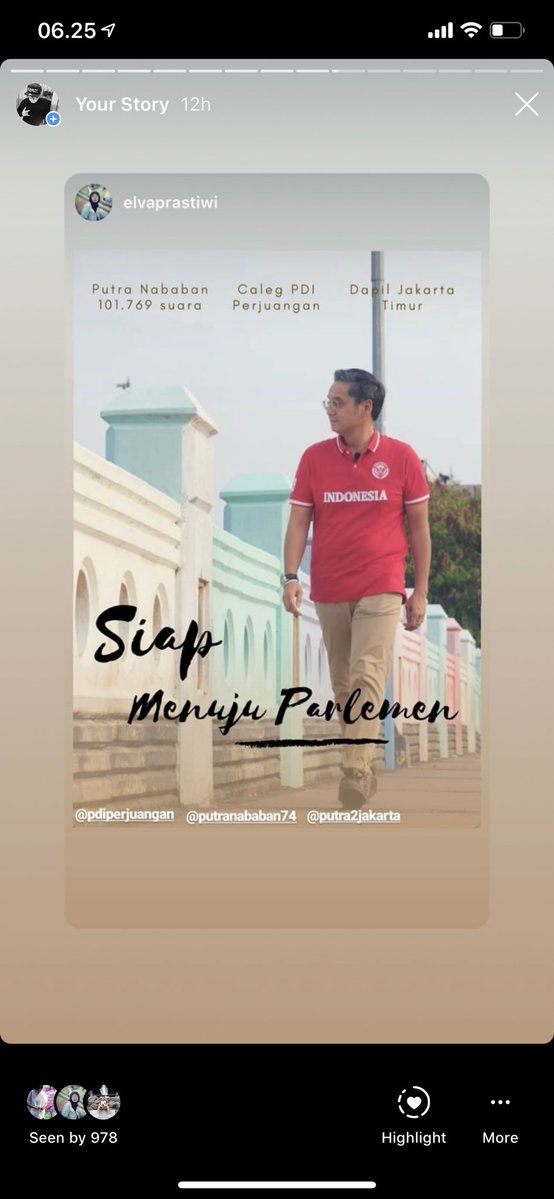 06.25
Your Story 12h
elvaprastiwi
Putra Nababan
101.769 suara
Caleg PDI
Perjuangan
Dapil Jakarta
Timur
INDONESIA
Siap
Menuju Parlemen
@pdiperjuangan @putranababan74 @putra2jakarta
Seen by 978
Highlight
More